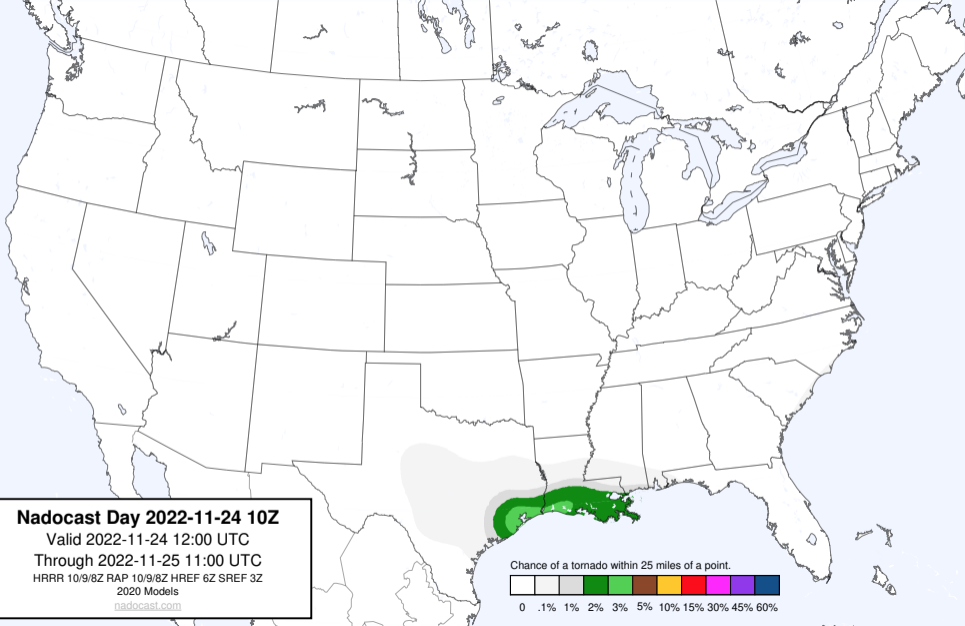 Nadocast Day 2022-11-24 10Z
Valid 2022-11-24 12:00 UTC
Through 2022-11-25 11:00 UTC
HRRR 10/9/8Z RAP 10/9/8Z HREF 6Z SREF 3Z
2020 Models
nadocast.com
Chance of a tornado within 25 miles of a point.
0 .1% 1% 2% 3% 5% 10% 15% 30% 45% 60%